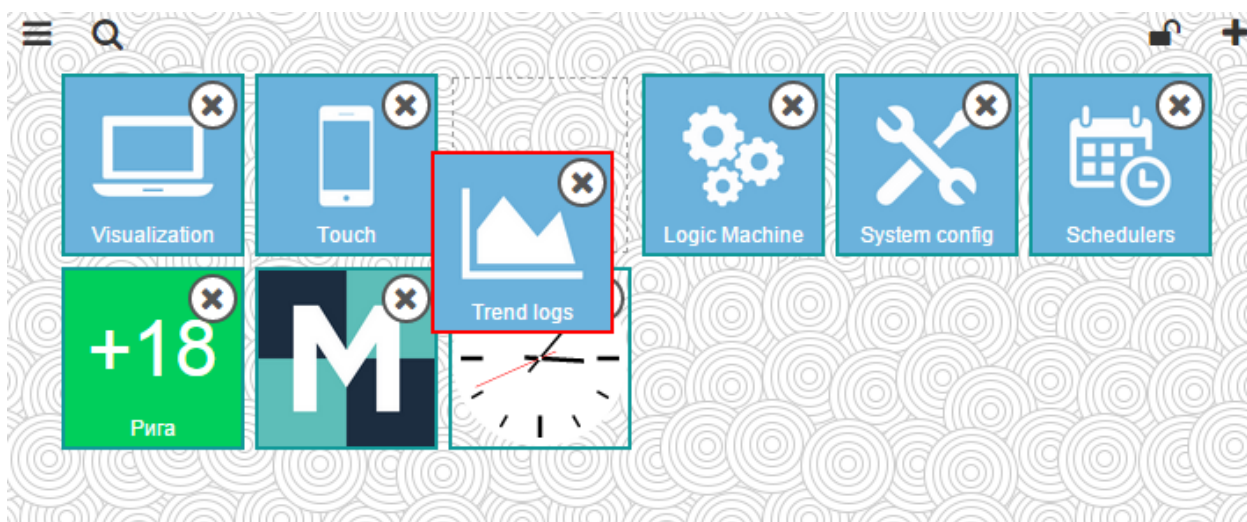 Visualization
Touch
Trend logs
Logic Machine
System config
Schedulers
+18
Рига
M